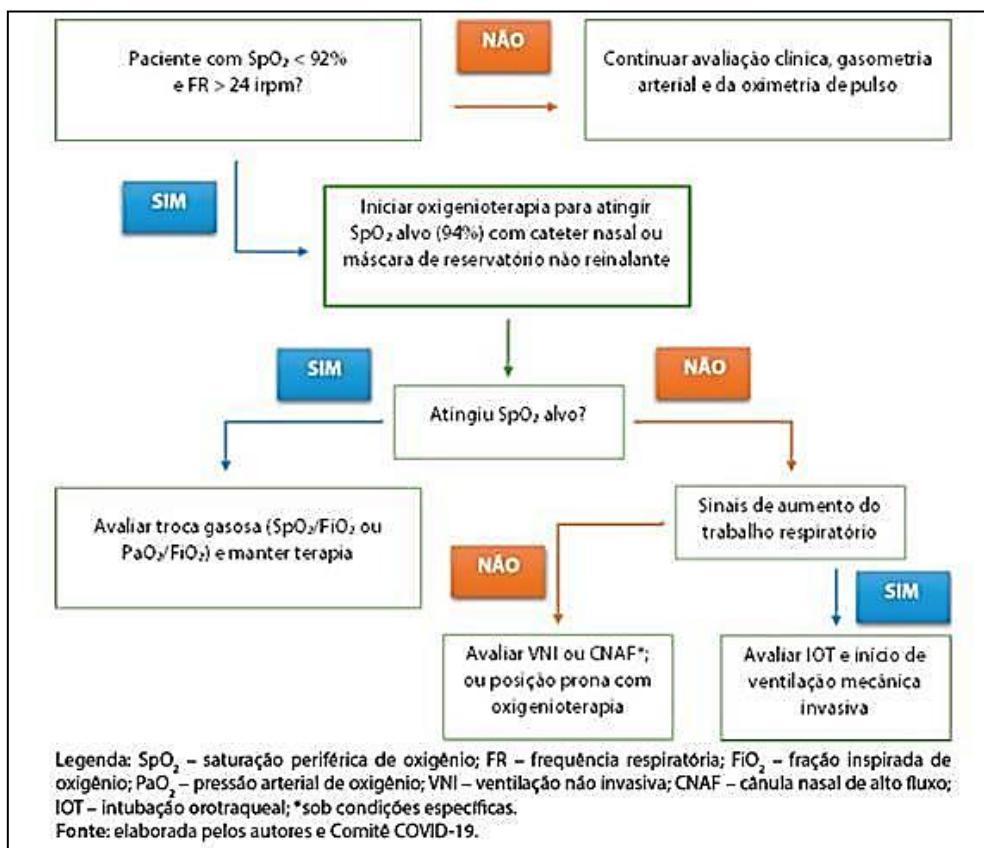 Paciente com SpO₂ < 92%
e FR > 24 irpm?
NÃO
Continuar avaliação clínica, gasometria
arterial e da oximetria de pulso
SIM
Iniciar oxigenioterapia para atingir
SpO₂ alvo (94%) com cateter nasal ou
máscara de reservatório não reinalante
SIM
NÃO
Atingiu SpO₂ alvo?
Avaliar troca gasosa (SpO₂/FiO₂ ou
PaO₂/FiO₂) e manter terapia
Sinais de aumento do
trabalho respiratório
NÃO
SIM
Avaliar VNI ou CNAF*;
ou posição prona com
oxigenioterapia
Avaliar IOT e início de
ventilação mecânica
invasiva
Legenda: SpO₂ – saturação periférica de oxigênio; FR – frequência respiratória; FiO₂ – fração inspirada de
oxigênio; PaO₂ – pressão arterial de oxigênio; VNI – ventilação não invasiva; CNAF – cânula nasal de alto fluxo;
IOT – intubação orotraqueal; *sob condições específicas.
Fonte: elaborada pelos autores e Comitê COVID-19.